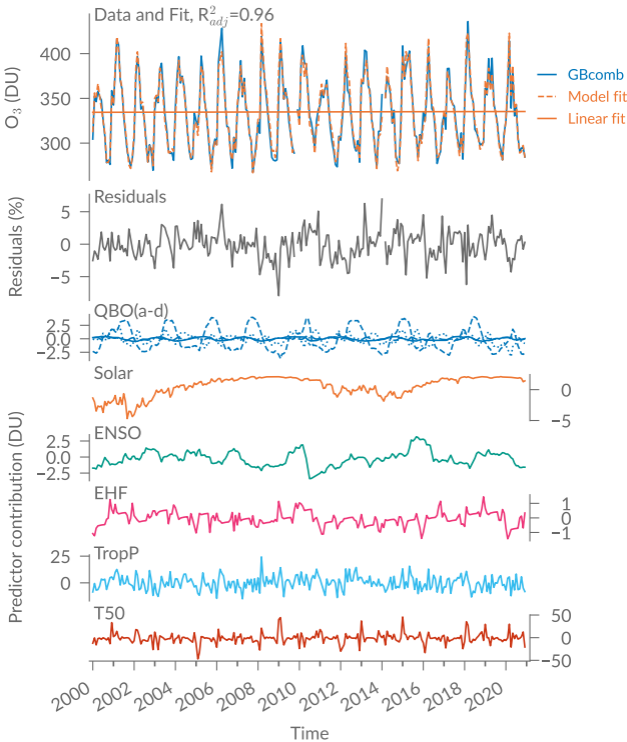 Data and Fit, R²adj=0.96
400
350
300
O₃ (DU)
GBcomb
Model fit
Linear fit
Residuals
5
0
−5
Residuals (%)
QBO(a-d)
2.5
0.0
−2.5
Solar
0
−5
ENSO
2.5
0.0
−2.5
EHF
1
0
−1
TropP
25
0
T50
50
0
−50
Predictor contribution (DU)
2000 2002 2004 2006 2008 2010 2012 2014 2016 2018 2020
Time